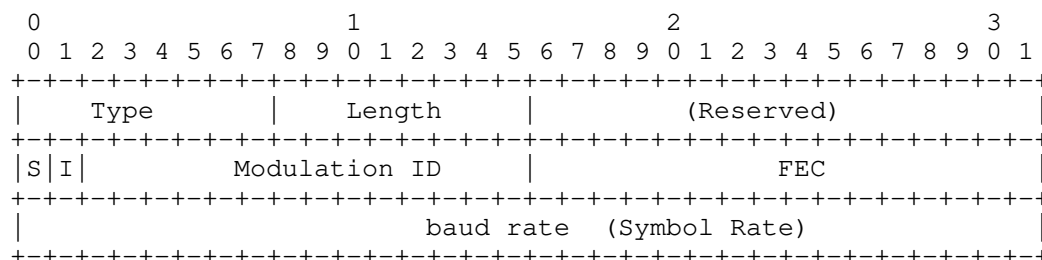 0                   1                   2                   3
 0 1 2 3 4 5 6 7 8 9 0 1 2 3 4 5 6 7 8 9 0 1 2 3 4 5 6 7 8 9 0 1
+-+-+-+-+-+-+-+-+-+-+-+-+-+-+-+-+-+-+-+-+-+-+-+-+-+-+-+-+-+-+-+-+
|    Type       |    Length     |         (Reserved)            |
+-+-+-+-+-+-+-+-+-+-+-+-+-+-+-+-+-+-+-+-+-+-+-+-+-+-+-+-+-+-+-+-+
|S|I|         Modulation ID     |               FEC             |
+-+-+-+-+-+-+-+-+-+-+-+-+-+-+-+-+-+-+-+-+-+-+-+-+-+-+-+-+-+-+-+-+
|                         baud rate  (Symbol Rate)              |
+-+-+-+-+-+-+-+-+-+-+-+-+-+-+-+-+-+-+-+-+-+-+-+-+-+-+-+-+-+-+-+-+